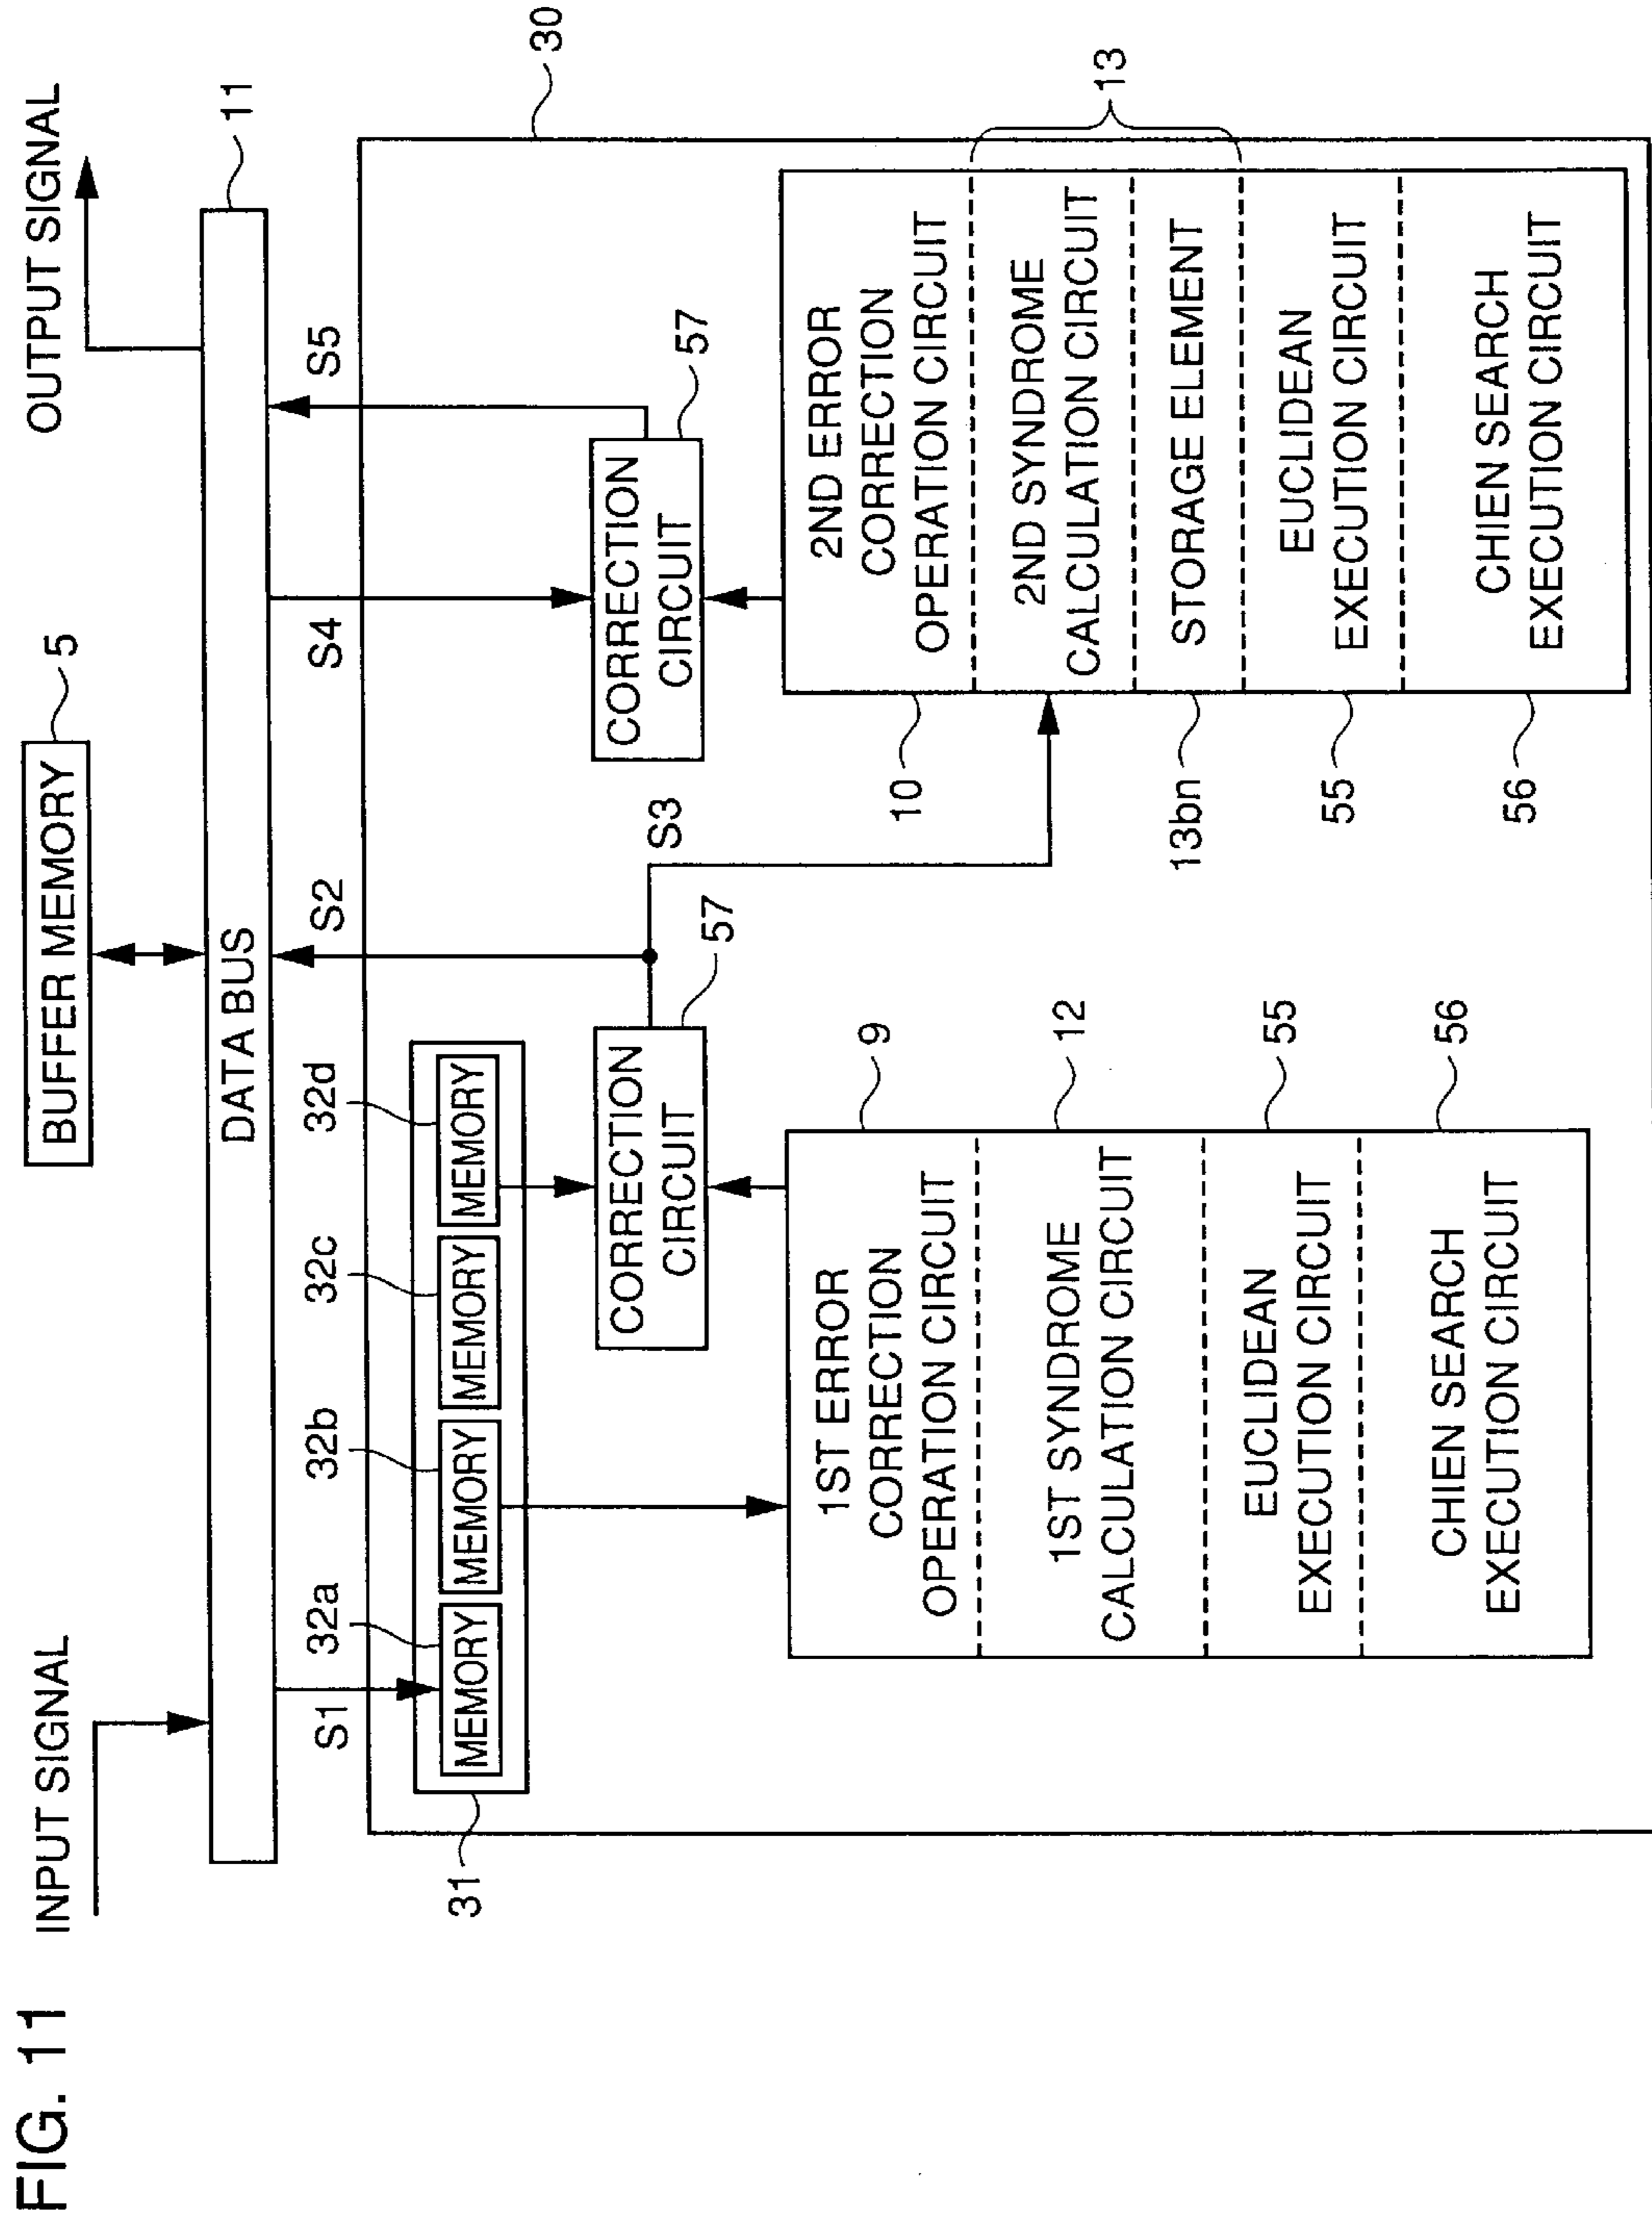 FIG. 11
INPUT SIGNAL
BUFFER MEMORY
5
OUTPUT SIGNAL
DATA BUS
11
S1
S2
S4
S5
30
31
32a
32b
32c
32d
MEMORY
MEMORY
MEMORY
MEMORY
CORRECTION
CIRCUIT
57
S3
CORRECTION
CIRCUIT
57
1ST ERROR
CORRECTION
OPERATION CIRCUIT
9
1ST SYNDROME
CALCULATION CIRCUIT
12
EUCLIDEAN
EXECUTION CIRCUIT
55
CHIEN SEARCH
EXECUTION CIRCUIT
56
2ND ERROR
CORRECTION
OPERATION CIRCUIT
10
2ND SYNDROME
CALCULATION CIRCUIT
13
STORAGE ELEMENT
13bn
EUCLIDEAN
EXECUTION CIRCUIT
55
CHIEN SEARCH
EXECUTION CIRCUIT
56